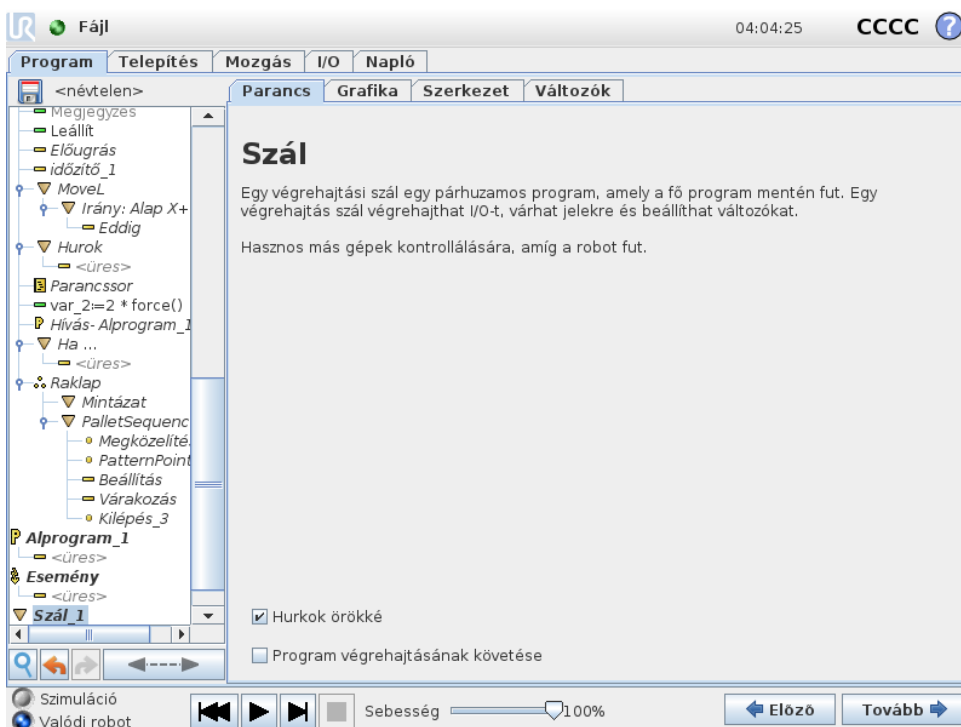 Fájl
04:04:25
CCCC
?
Program Telepítés Mozgás I/O Napló
<névtelen>
Parancs Grafika Szerkezet Változók
Megjegyzés
Leállít
Előugrás
időzítő_1
MoveL
Irány: Alap X+
Eddig
Hurok
<üres>
Parancssor
var_2:=2 * force()
Hívás- Alprogram_1
Ha ...
<üres>
Raklap
Mintázat
PalletSequenc
Megközelíté
PatternPoint
Beállítás
Várakozás
Kilépés_3
Alprogram_1
<üres>
Esemény
<üres>
Szál_1
Szál
Egy végrehajtási szál egy párhuzamos program, amely a fő program mentén fut. Egy
végrehajtás szál végrehajthat I/O-t, várhat jelekre és beállíthat változókat.
Hasznos más gépek kontrollálására, amíg a robot fut.
Hurkok örökké
Program végrehajtásának követése
Szimuláció
Valódi robot
Sebesség 100%
Előző
Tovább